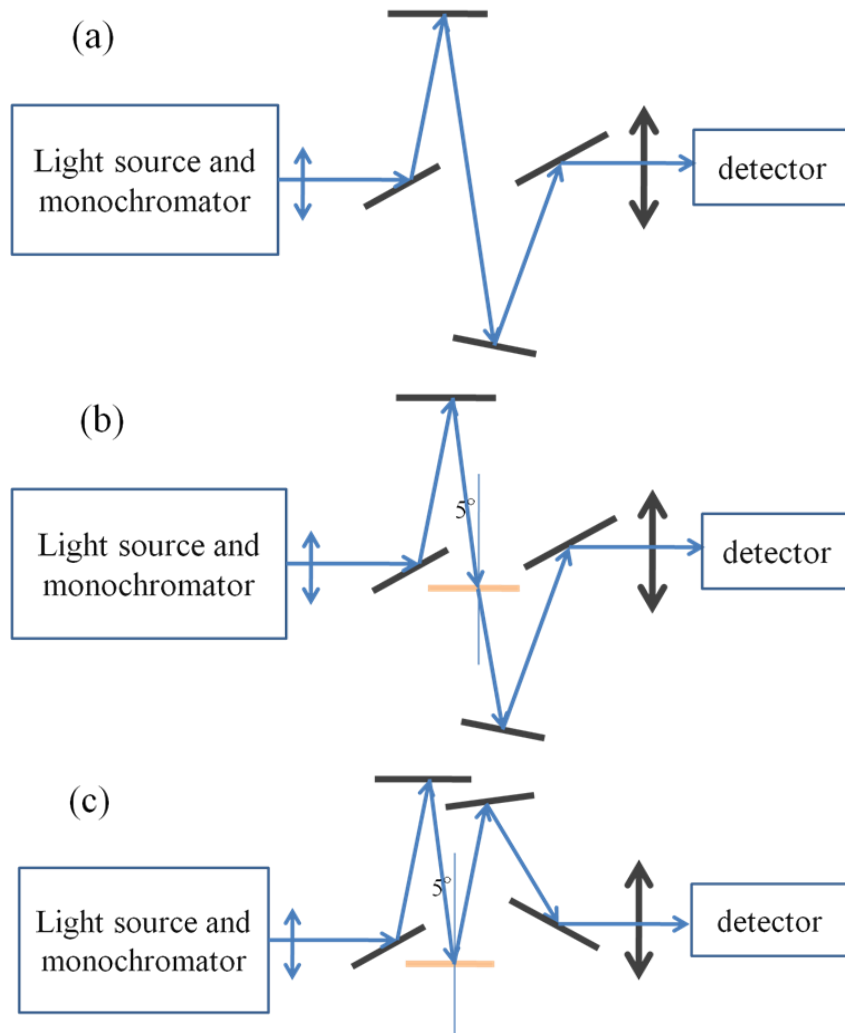 (a)
Light source and
monochromator
detector
(b)
5°
Light source and
monochromator
detector
(c)
5°
Light source and
monochromator
detector